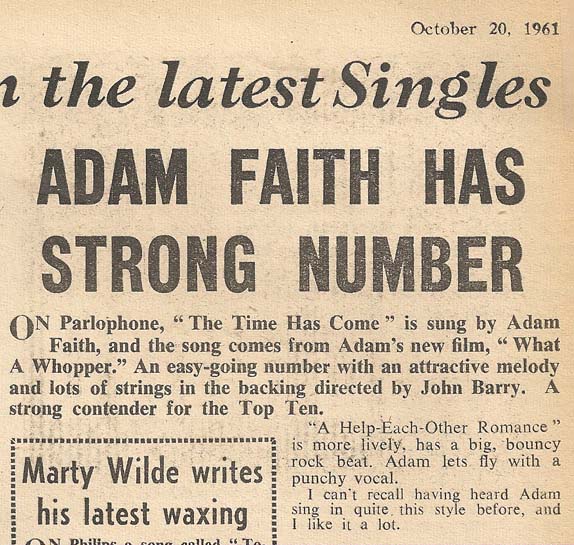 October 20, 1961
the latest Singles
ADAM FAITH HAS
STRONG NUMBER
ON Parlophone, “ The Time Has Come ” is sung by Adam
Faith, and the song comes from Adam's new film, “ What
A Whopper.” An easy-going number with an attractive melody
and lots of strings in the backing directed by John Barry. A
strong contender for the Top Ten.
“A Help-Each-Other Romance ”
is more lively, has a big, bouncy
rock beat. Adam lets fly with a
punchy vocal.
I can't recall having heard Adam
sing in quite this style before, and
I like it a lot.
Marty Wilde writes
his latest waxing
ON Philips a song called “ To-